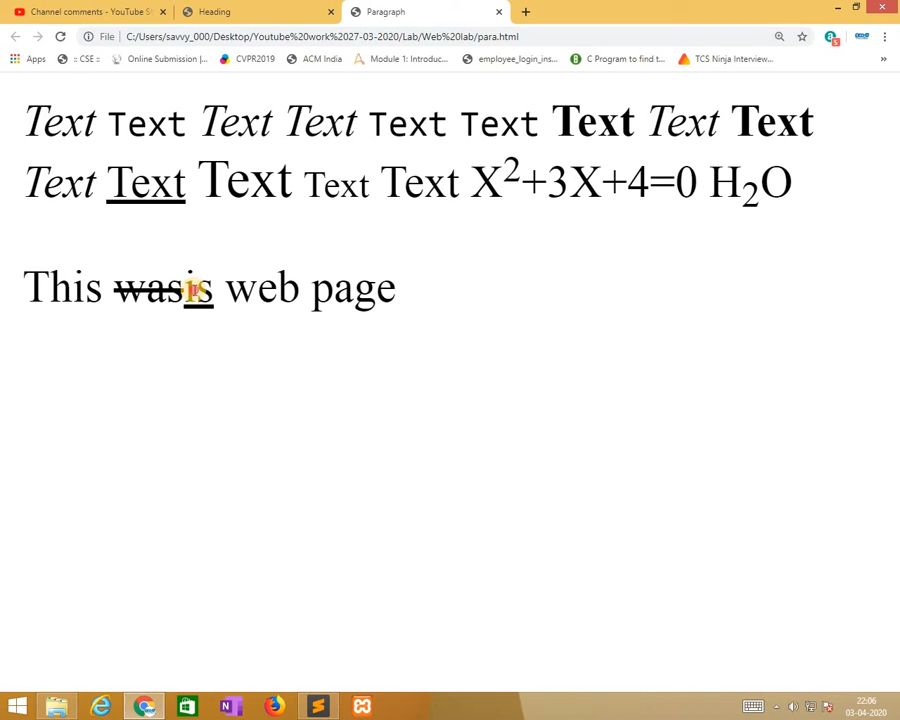 Channel comments - YouTube S
Heading
Paragraph
File C:/Users/savvy_000/Desktop/Youtube%20work%2027-03-2020/Lab/Web%20lab/para.html
Apps :: CSE :: Online Submission |... CVPR2019 ACM India Module 1: Introduc... employee_login_ins... C Program to find t... TCS Ninja Interview... »
Text Text Text Text Text Text Text Text Text
Text Text Text Text Text X²+3X+4=0 H₂O
This wasis web page
22:06
03-04-2020